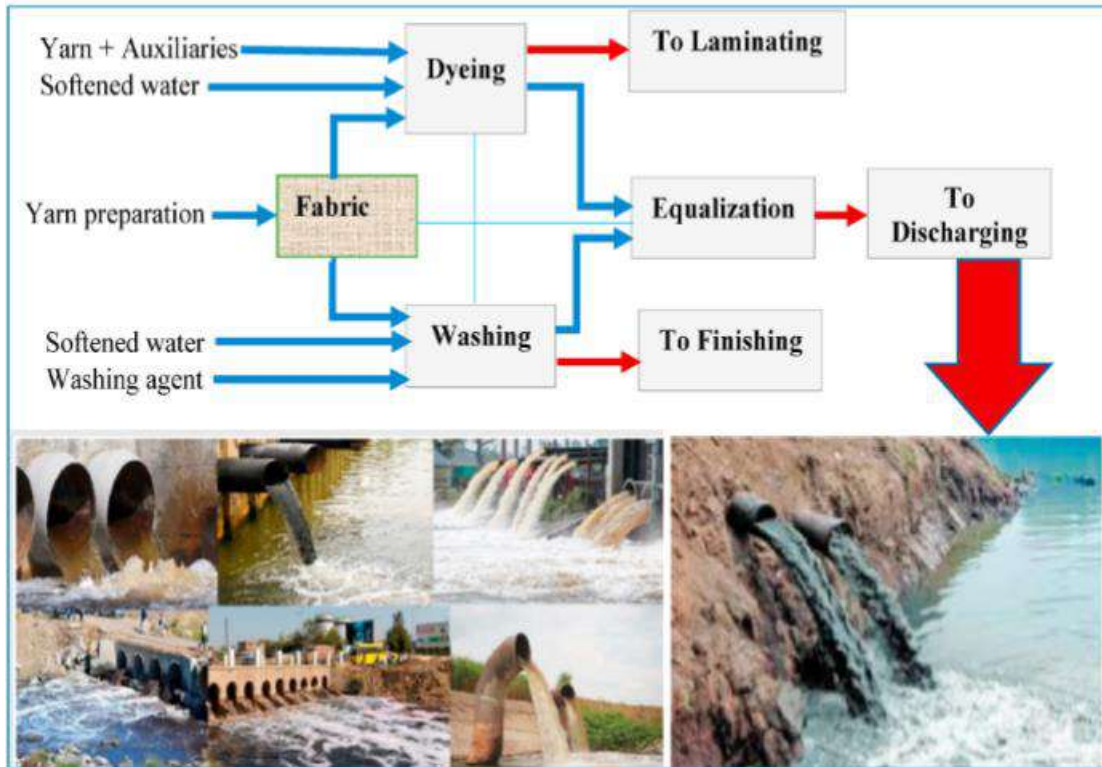 Yarn + Auxiliaries
Softened water
Dyeing
To Laminating
Yarn preparation
Fabric
Equalization
To
Discharging
Softened water
Washing agent
Washing
To Finishing